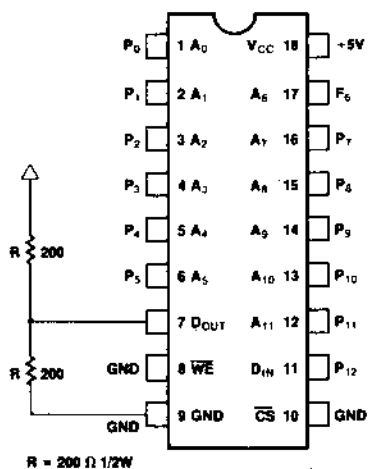 P0 1 A0 VCC 18 +5V
P1 2 A1 A6 17 F6
P2 3 A2 A7 16 P7
P3 4 A3 A8 15 P8
P4 5 A4 A9 14 P9
P5 6 A5 A10 13 P10
R 200
7 DOUT A11 12 P11
R 200
GND 8 WE DIN 11 P12
GND 9 GND CS 10 GND
R = 200 Ω 1/2W